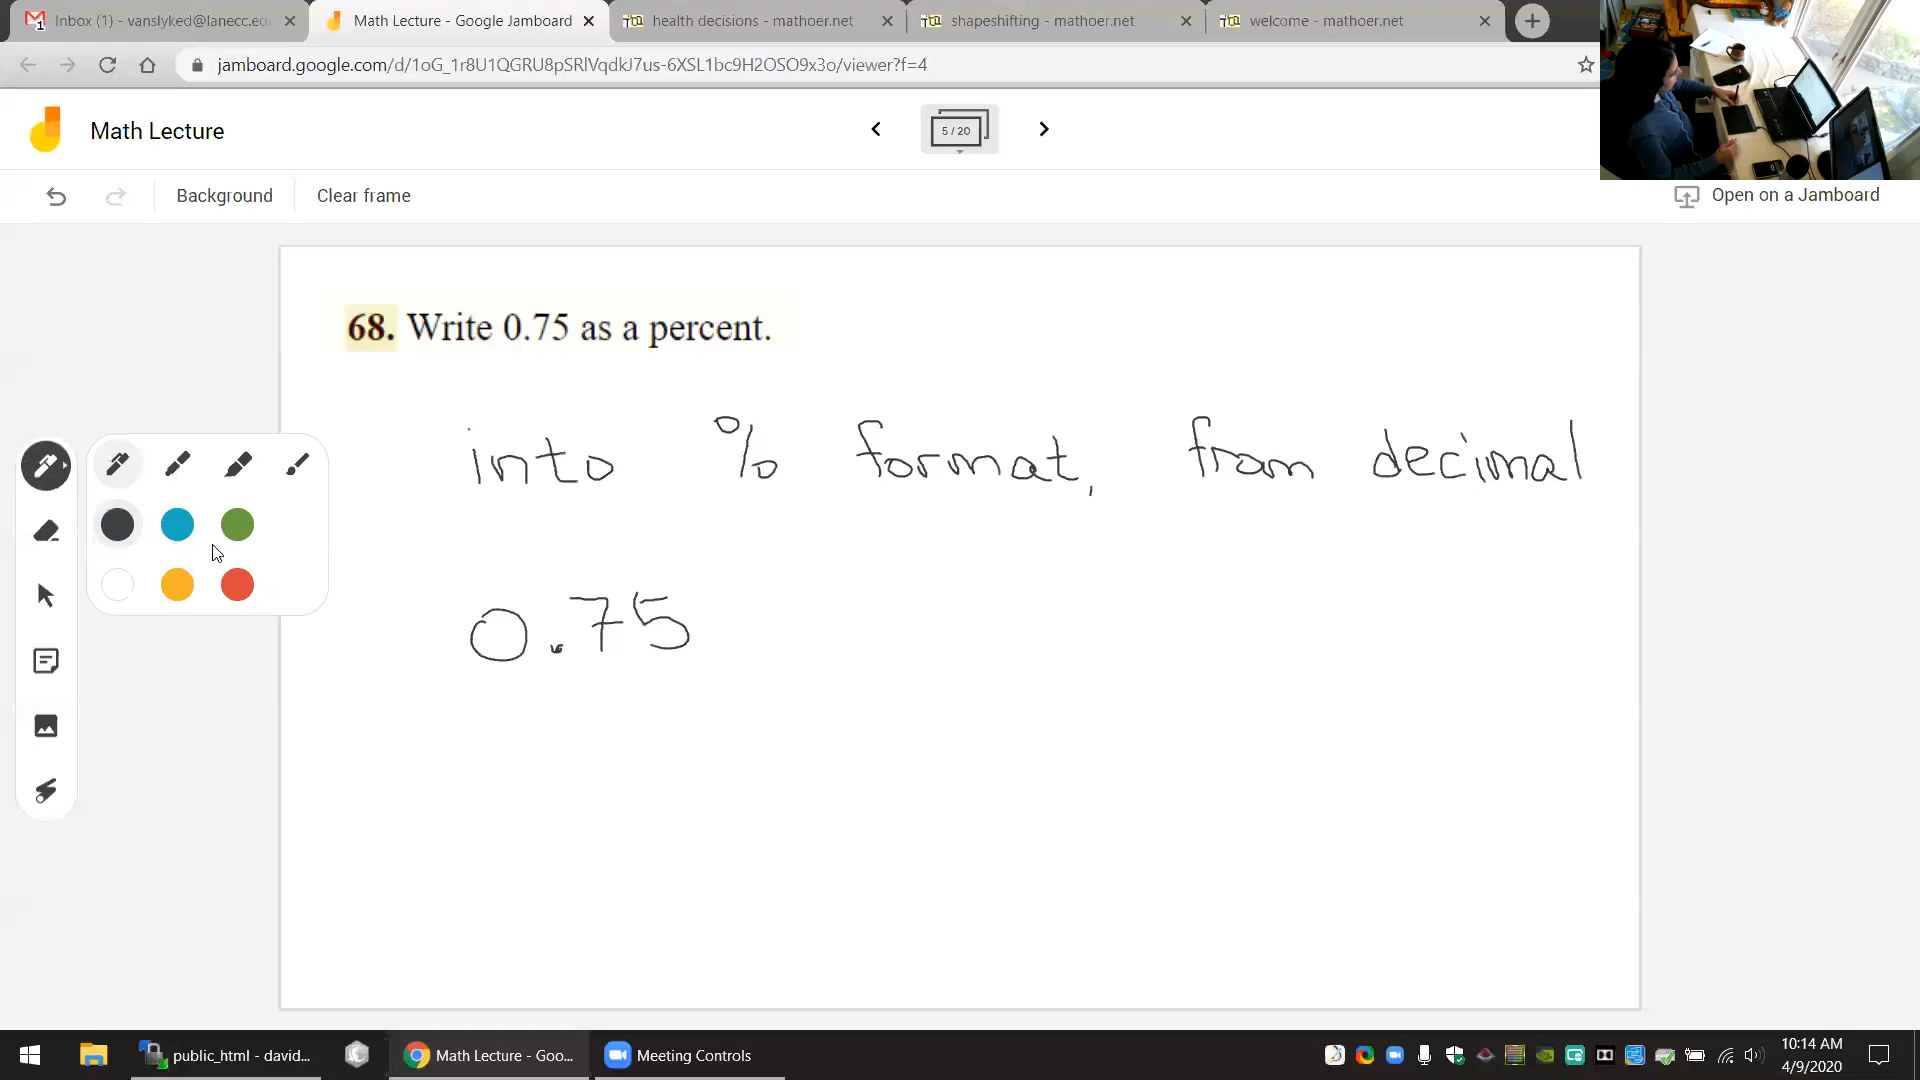 Inbox (1) - vanslyked@lanecc.ed
Math Lecture - Google Jamboard
health decisions - mathoer.net
shapeshifting - mathoer.net
welcome - mathoer.net
jamboard.google.com/d/1oG_1r8U1QGRU8pSRlVqdkJ7us-6XSL1bc9H2OSO9x3o/viewer?f=4
Math Lecture
5 / 20
Background
Clear frame
Open on a Jamboard
68. Write 0.75 as a percent.
into % format, from decimal
0.75
public_html - david...
Math Lecture - Goo...
Meeting Controls
10:14 AM
4/9/2020